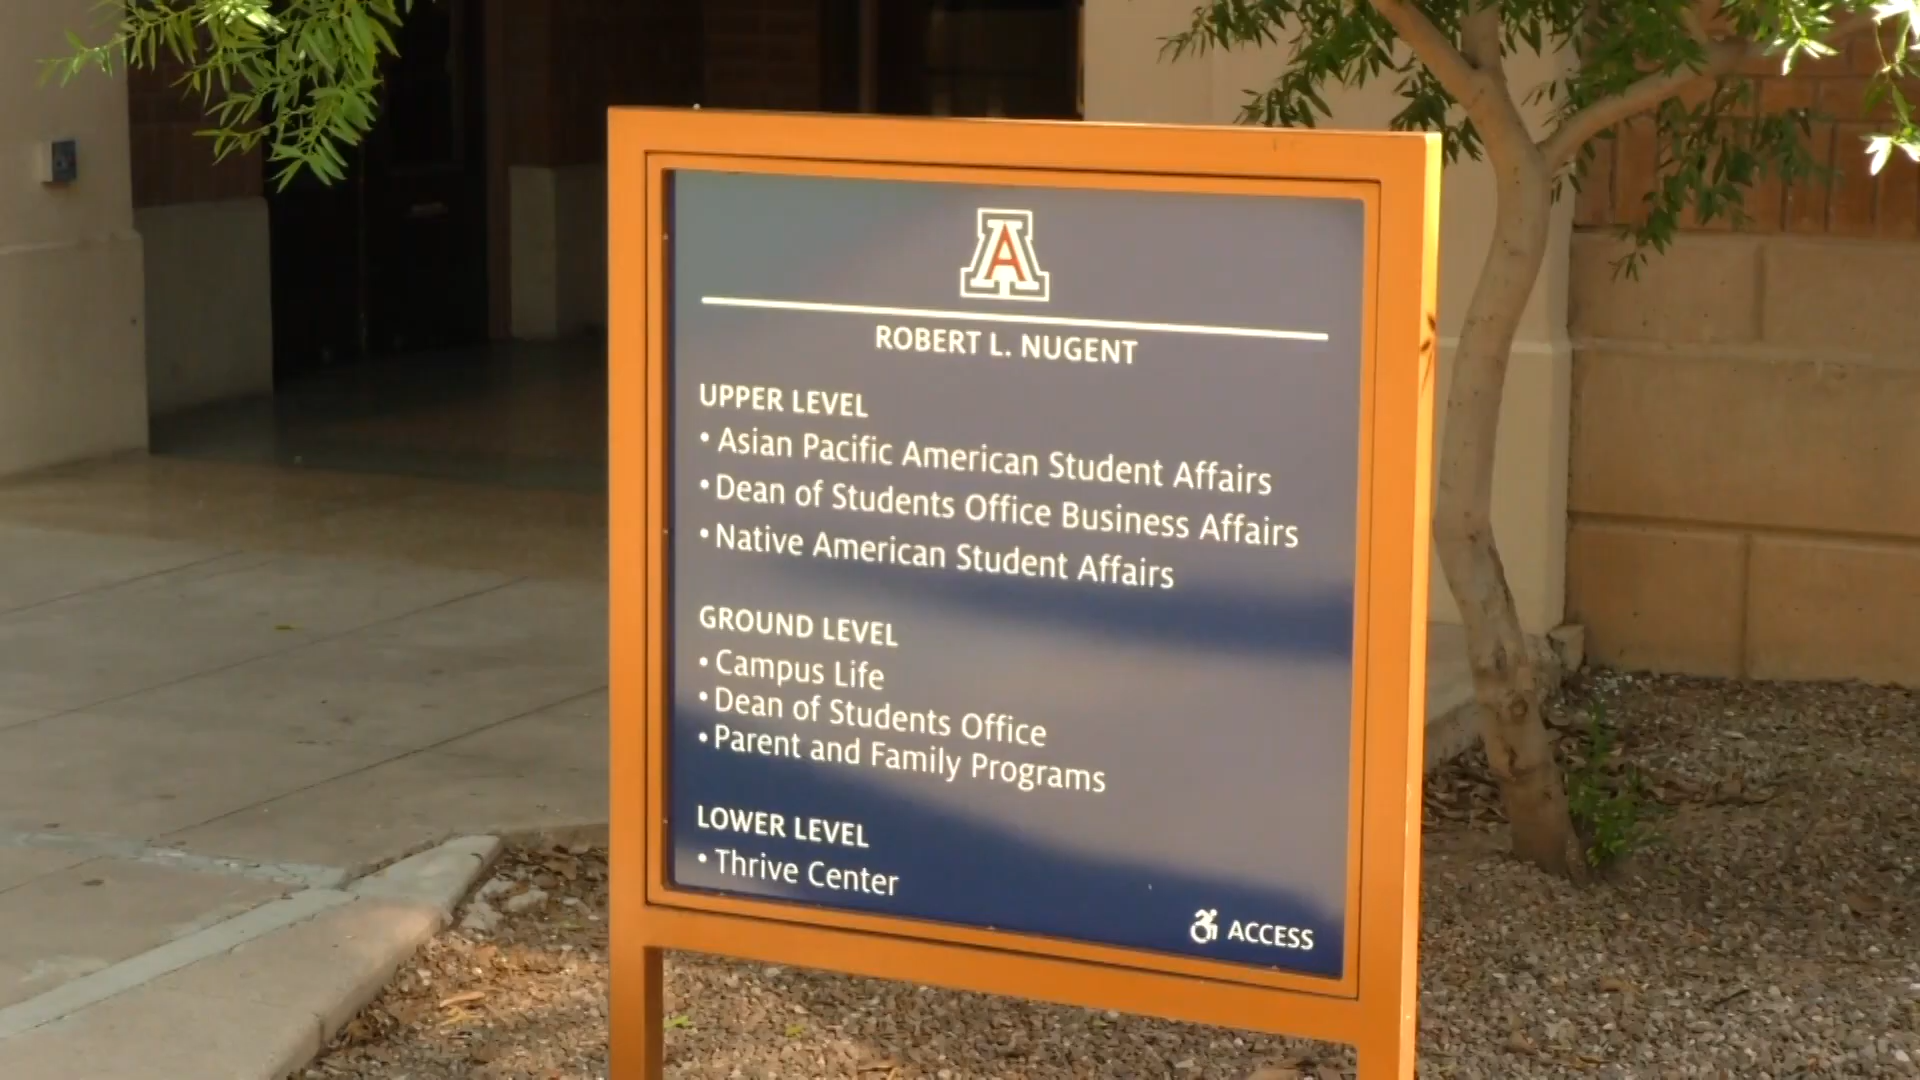 A
ROBERT L. NUGENT
UPPER LEVEL
• Asian Pacific American Student Affairs
• Dean of Students Office Business Affairs
• Native American Student Affairs
GROUND LEVEL
• Campus Life
• Dean of Students Office
• Parent and Family Programs
LOWER LEVEL
• Thrive Center
ACCESS